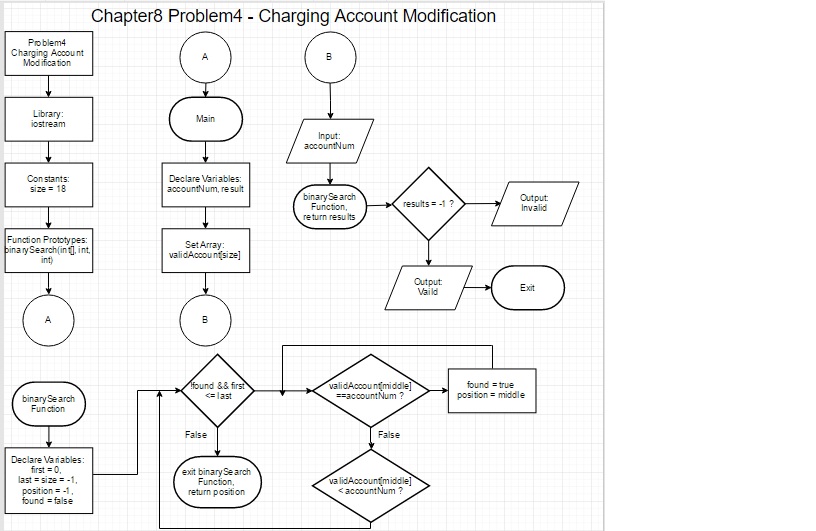 Chapter8 Problem4 - Charging Account Modification
Problem4
Charging Account
Modification
Library:
iostream
Constants:
size = 18
Function Prototypes:
binarySearch(int[], int,
int)
A
A
Main
Declare Variables:
accountNum, result
Set Array:
validAccount[size]
B
B
Input:
accountNum
binarySearch
Function,
return results
results = -1 ?
Output:
Invalid
Output:
Vaild
Exit
binarySearch
Function
Declare Variables:
first = 0,
last = size = -1,
position = -1,
found = false
!found && first
<= last
False
exit binarySearch
Function,
return position
validAccount[middle]
==accountNum ?
False
validAccount[middle]
< accountNum ?
found = true
position = middle